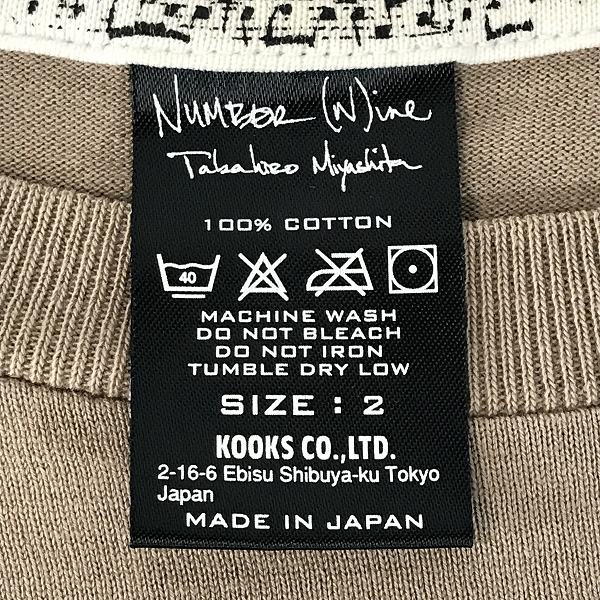 NUMBER (N)ine
Takahiro Miyashita
100% COTTON
40
MACHINE WASH
DO NOT BLEACH
DO NOT IRON
TUMBLE DRY LOW
SIZE : 2
KOOKS CO.,LTD.
2-16-6 Ebisu Shibuya-ku Tokyo
Japan
MADE IN JAPAN